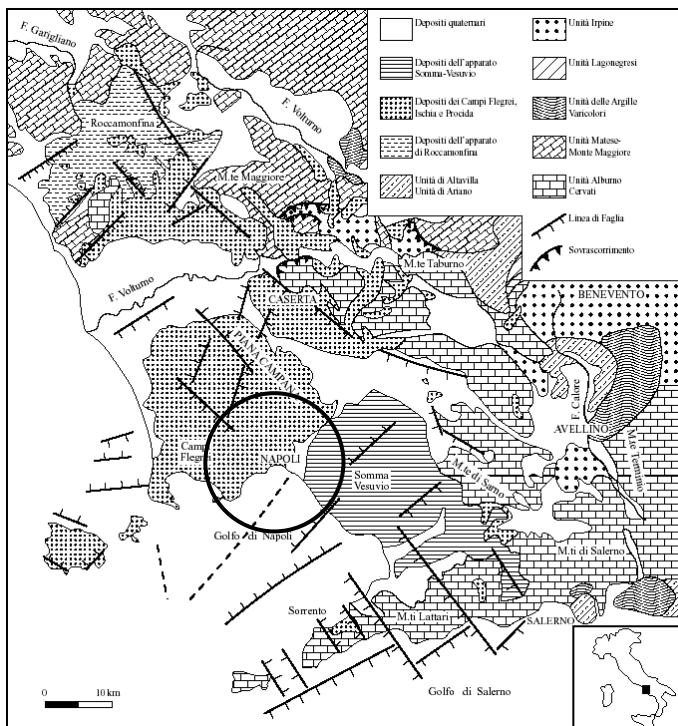 Depositi quaternari
Depositi dell'apparato
Somma-Vesuvio
Depositi dei Campi Flegrei,
Ischia e Procida
Depositi dell'apparato
di Roccamonfina
Unità di Altavilla
Unità di Ariano
Unità Irpine
Unità Lagonegresi
Unità delle Argille
Varicolori
Unità Matese-
Monte Maggiore
Unità Alburno
Cervati
Linea di Faglia
Sovrascorrimento
F. Garigliano
Roccamonfina
F. Volturno
M.te Maggiore
F. Volturno
M.te Taburno
CASERTA
BENEVENTO
PIANA CAMPAN
F. Calore
AVELLINO
M.te Terminio
Campi
Flegrei
NAPOLI
Somma
Vesuvio
M.te di Sarno
Golfo di Napoli
M.ti di Salerno
Sorrento
M.ti Lattari
SALERNO
Golfo di Salerno
0 10 km